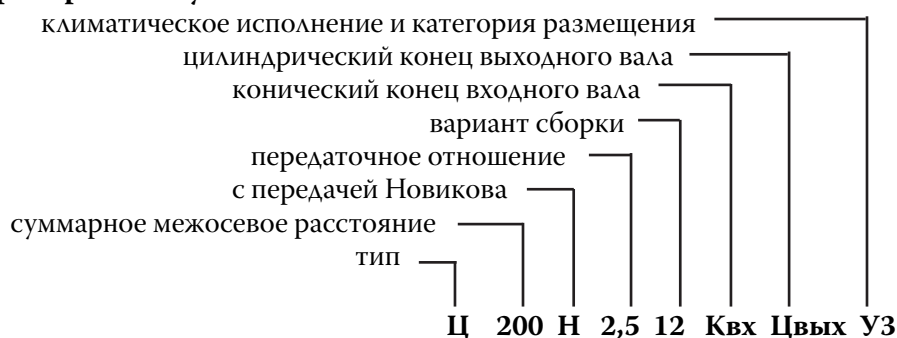 климатическое исполнение и категория размещения
цилиндрический конец выходного вала
конический конец входного вала
вариант сборки
передаточное отношение
с передачей Новикова
суммарное межосевое расстояние
тип
Ц 200 Н 2,5 12 Квх Цвых У3